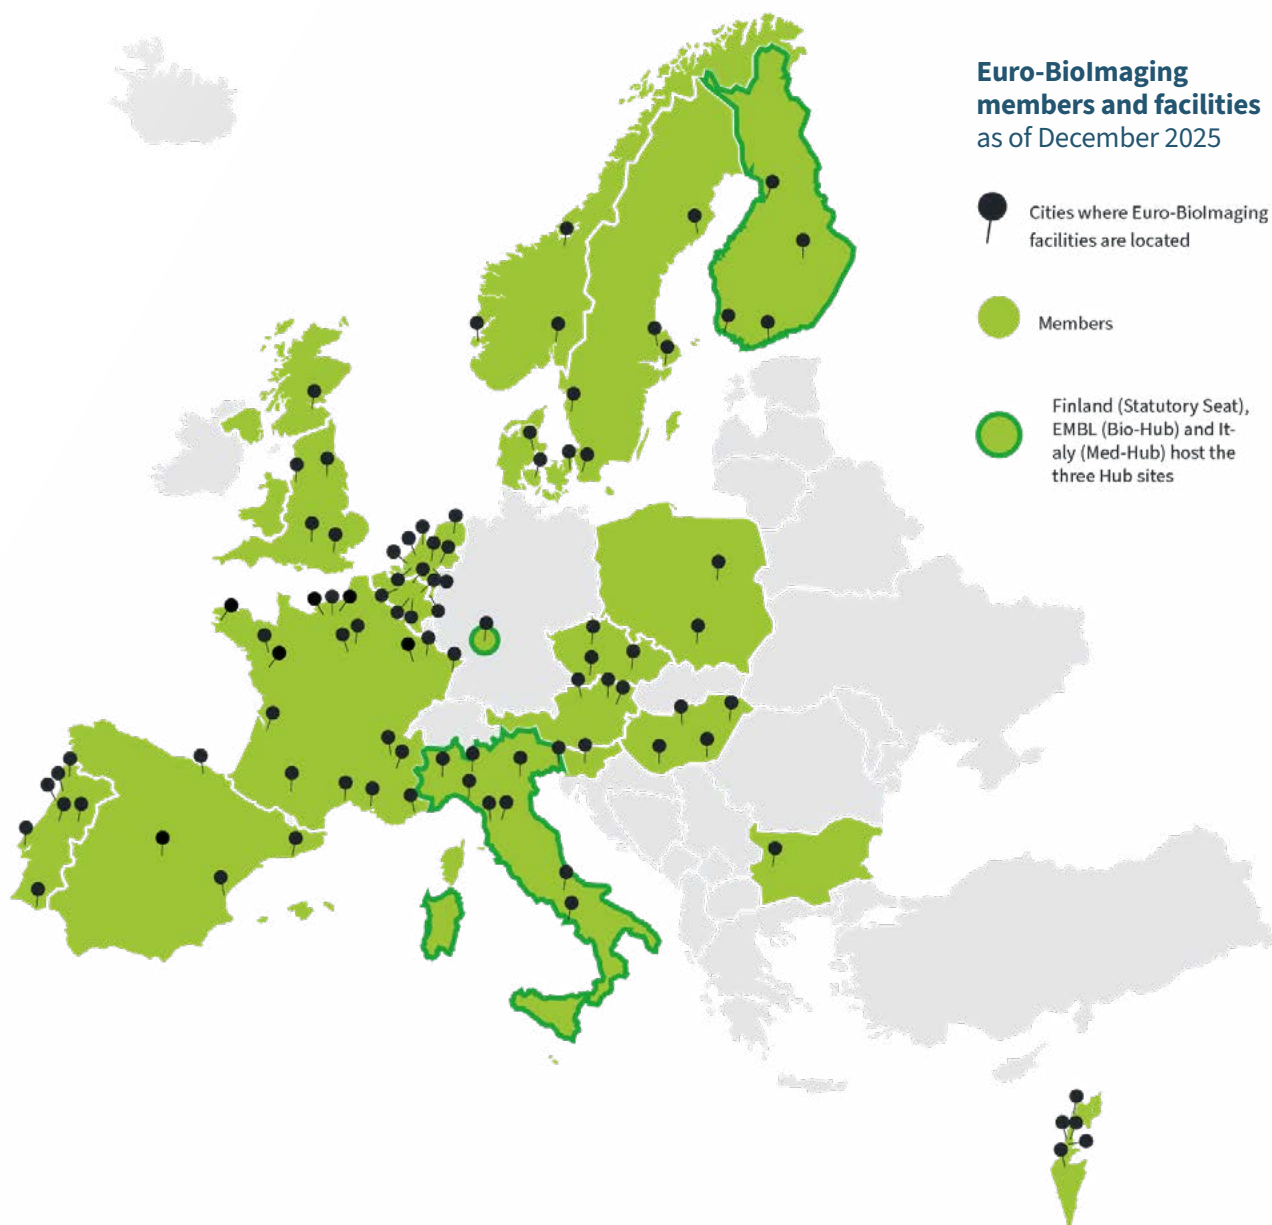 Euro-BioImaging
members and facilities
as of December 2025
Cities where Euro-BioImaging
facilities are located
Members
Finland (Statutory Seat),
EMBL (Bio-Hub) and It-
aly (Med-Hub) host the
three Hub sites